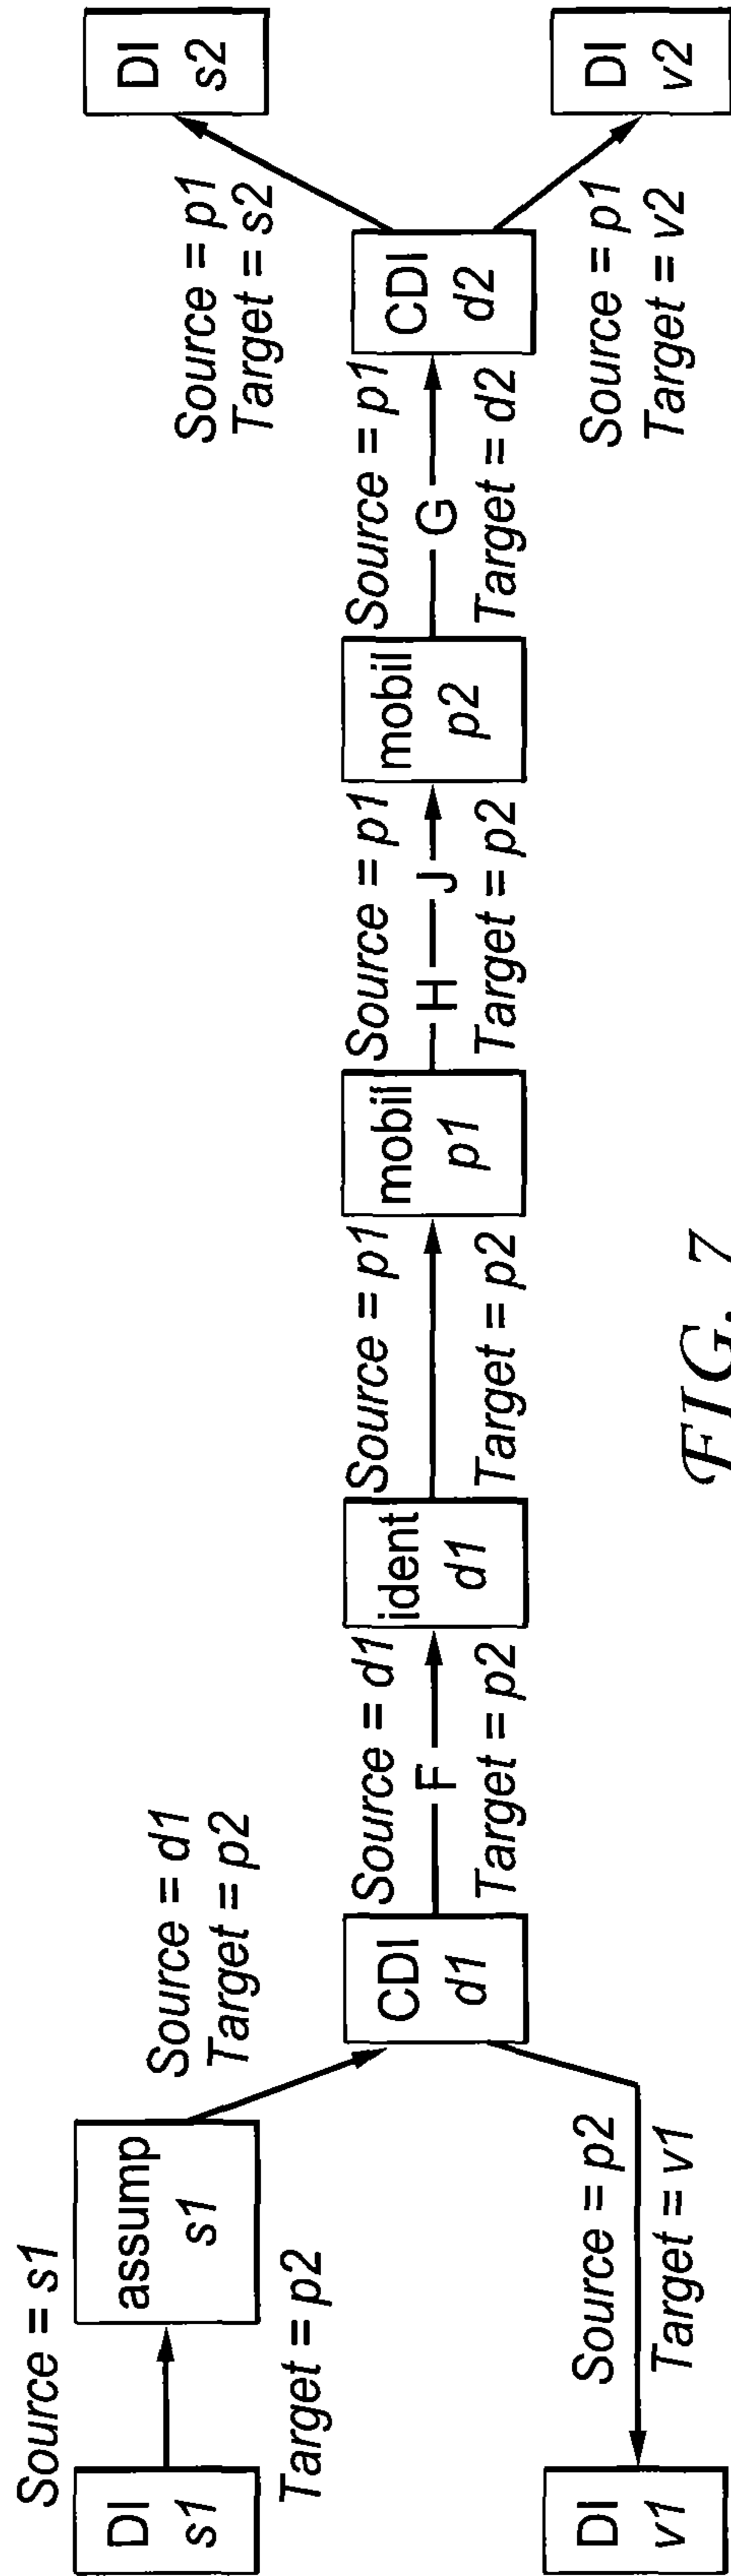 Source = s1
DI
s1
Target = p2
assump
s1
Source = d1
Target = p2
DI
v1
Source = p2
Target = v1
CDI
d1
Source = d1
F
Target = p2
ident
d1
Source = p1
Target = p2
mobil
p1
Source = p1
H
J
Target = p2
mobil
p2
Source = p1
G
Target = d2
CDI
d2
Source = p1
Target = s2
DI
s2
Source = p1
Target = v2
DI
v2
FIG. 7